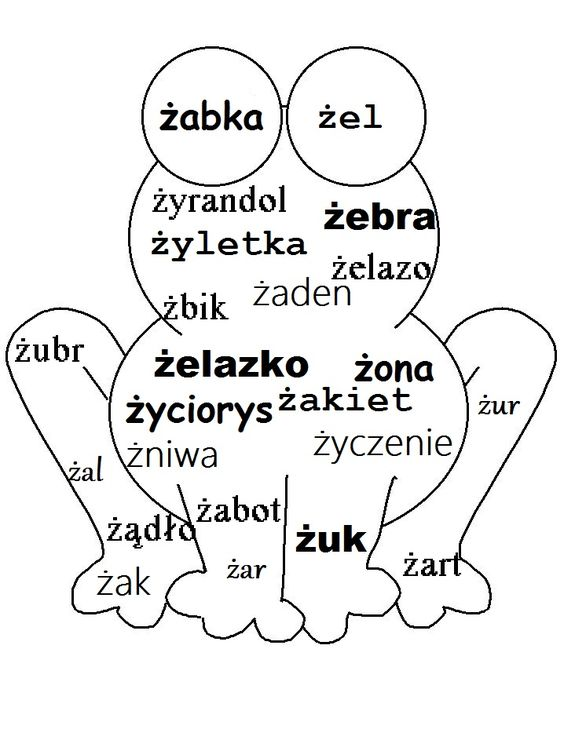 żabka żel
żyrandol
żebra
żyletka
żelazo
żaden
żbik
żubr
żelazko
żona
żakiet
życiorys
żur
życzenie
żniwa
żal
żabot
żądło
żuk
żart
żar
żak